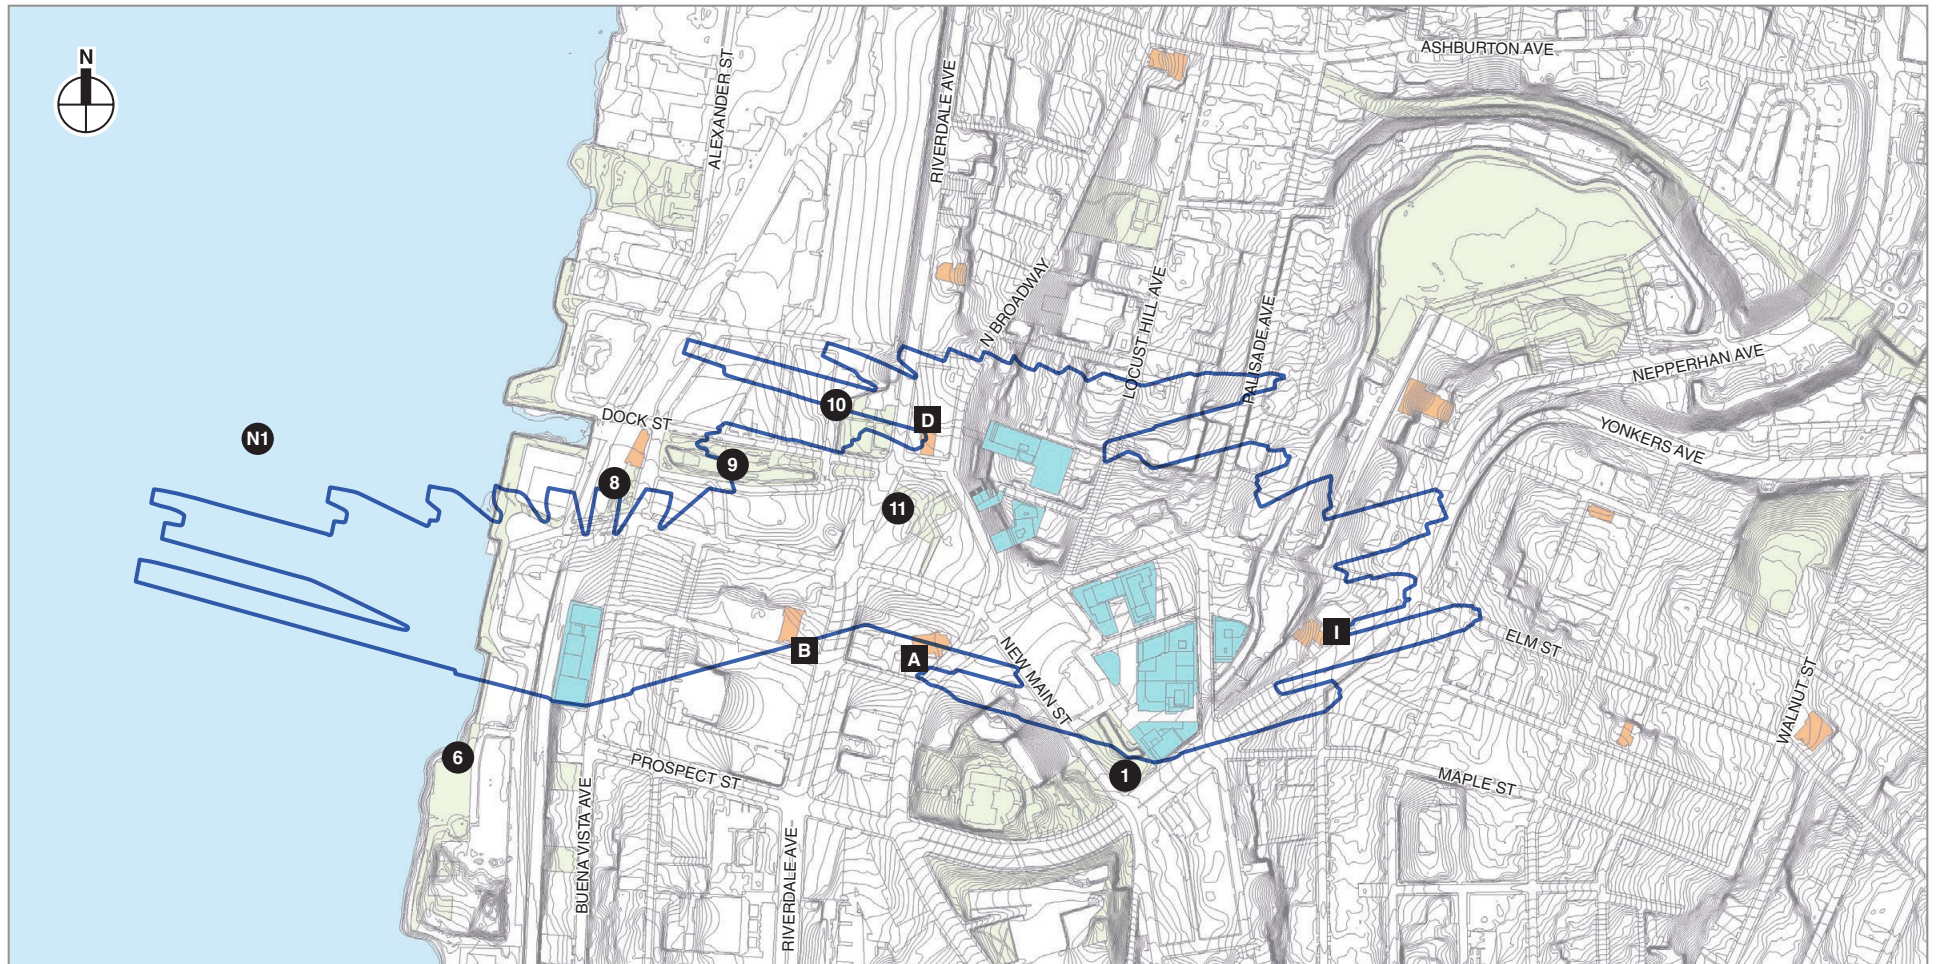 N
ASHBURTON AVE
ALEXANDER ST
RIVERDALE AVE
N BROADWAY
LOCUST HILL AVE
PALISADE AVE
NEPPERHAN AVE
10
D
DOCK ST
N1
YONKERS AVE
9
8
11
I
B
A
ELM ST
NEW MAIN ST
WALNUT ST
6
1
PROSPECT ST
MAPLE ST
BUENA VISTA AVE
RIVERDALE AVE